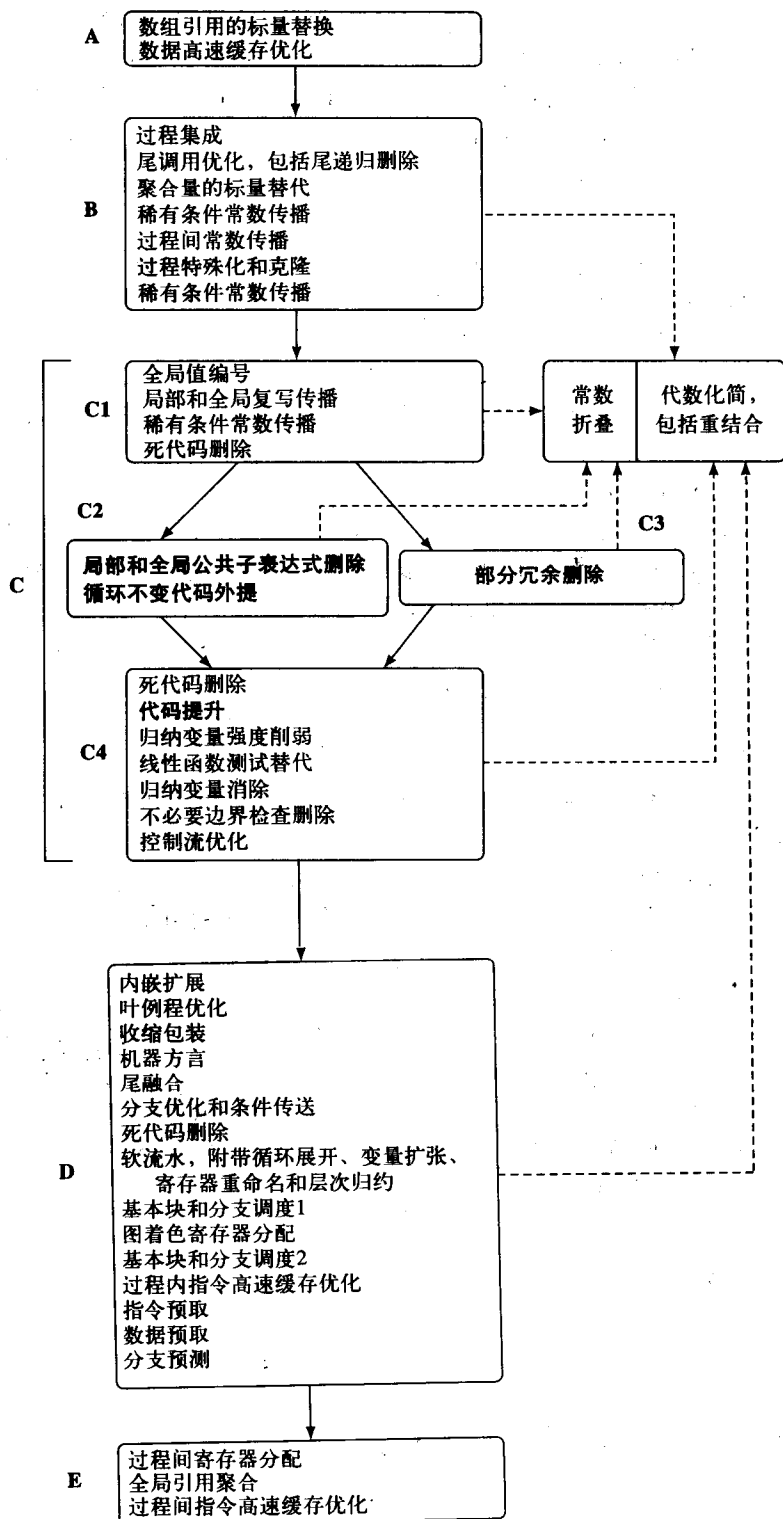 A
数组引用的标量替换
数据高速缓存优化
B
过程集成
尾调用优化，包括尾递归删除
聚合量的标量替代
稀有条件常数传播
过程间常数传播
过程特殊化和克隆
稀有条件常数传播
C
C1
全局值编号
局部和全局复写传播
稀有条件常数传播
死代码删除
常数
折叠
代数化简，
包括重结合
C2
局部和全局公共子表达式删除
循环不变代码外提
C3
部分冗余删除
C4
死代码删除
代码提升
归纳变量强度削弱
线性函数测试替代
归纳变量消除
不必要边界检查删除
控制流优化
D
内嵌扩展
叶例程优化
收缩包装
机器方言
尾融合
分支优化和条件传送
死代码删除
软流水，附带循环展开、变量扩张、
寄存器重命名和层次归约
基本块和分支调度1
图着色寄存器分配
基本块和分支调度2
过程内指令高速缓存优化
指令预取
数据预取
分支预测
E
过程间寄存器分配
全局引用聚合
过程间指令高速缓存优化